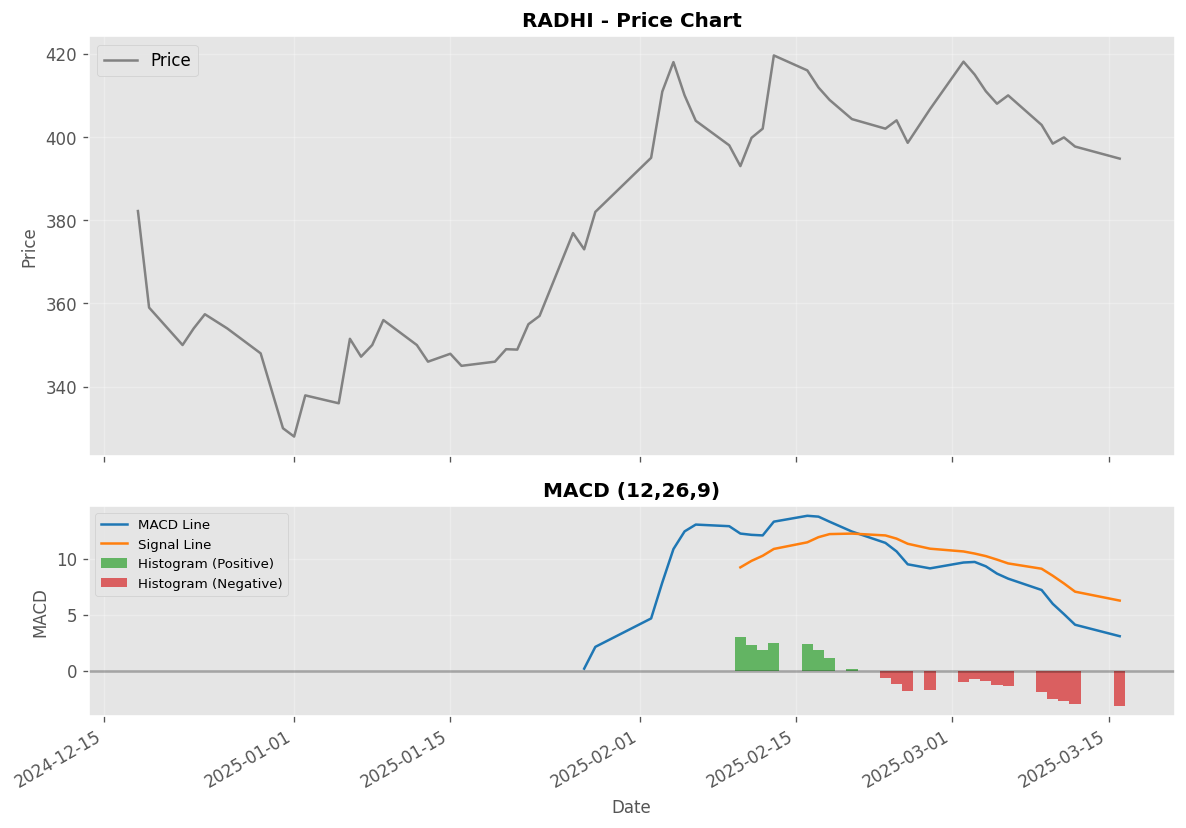 RADHI - Price Chart
Price
420
400
380
360
340
Price
MACD (12,26,9)
MACD Line
Signal Line
Histogram (Positive)
Histogram (Negative)
10
5
0
MACD
2024-12-15
2025-01-01
2025-01-15
2025-02-01
2025-02-15
2025-03-01
2025-03-15
Date